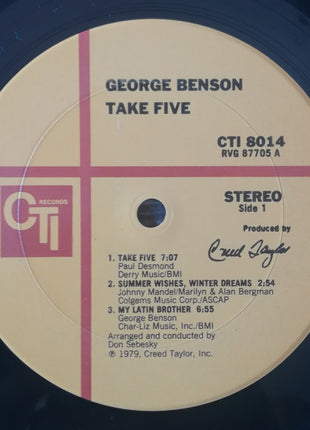 GEORGE BENSON
TAKE FIVE
CTI 8014
RVG 87705 A
CTI
RECORDS
STEREO
Side 1
Produced by
Creed Taylor
1. TAKE FIVE 7:07
Paul Desmond
Derry Music/BMI
2. SUMMER WISHES, WINTER DREAMS 2:54
Johnny Mandel/Marilyn & Alan Bergman
Colgems Music Corp./ASCAP
3. MY LATIN BROTHER 6:55
George Benson
Char-Liz Music, Inc./BMI
Arranged and conducted by
Don Sebesky
℗ 1979, Creed Taylor, Inc.